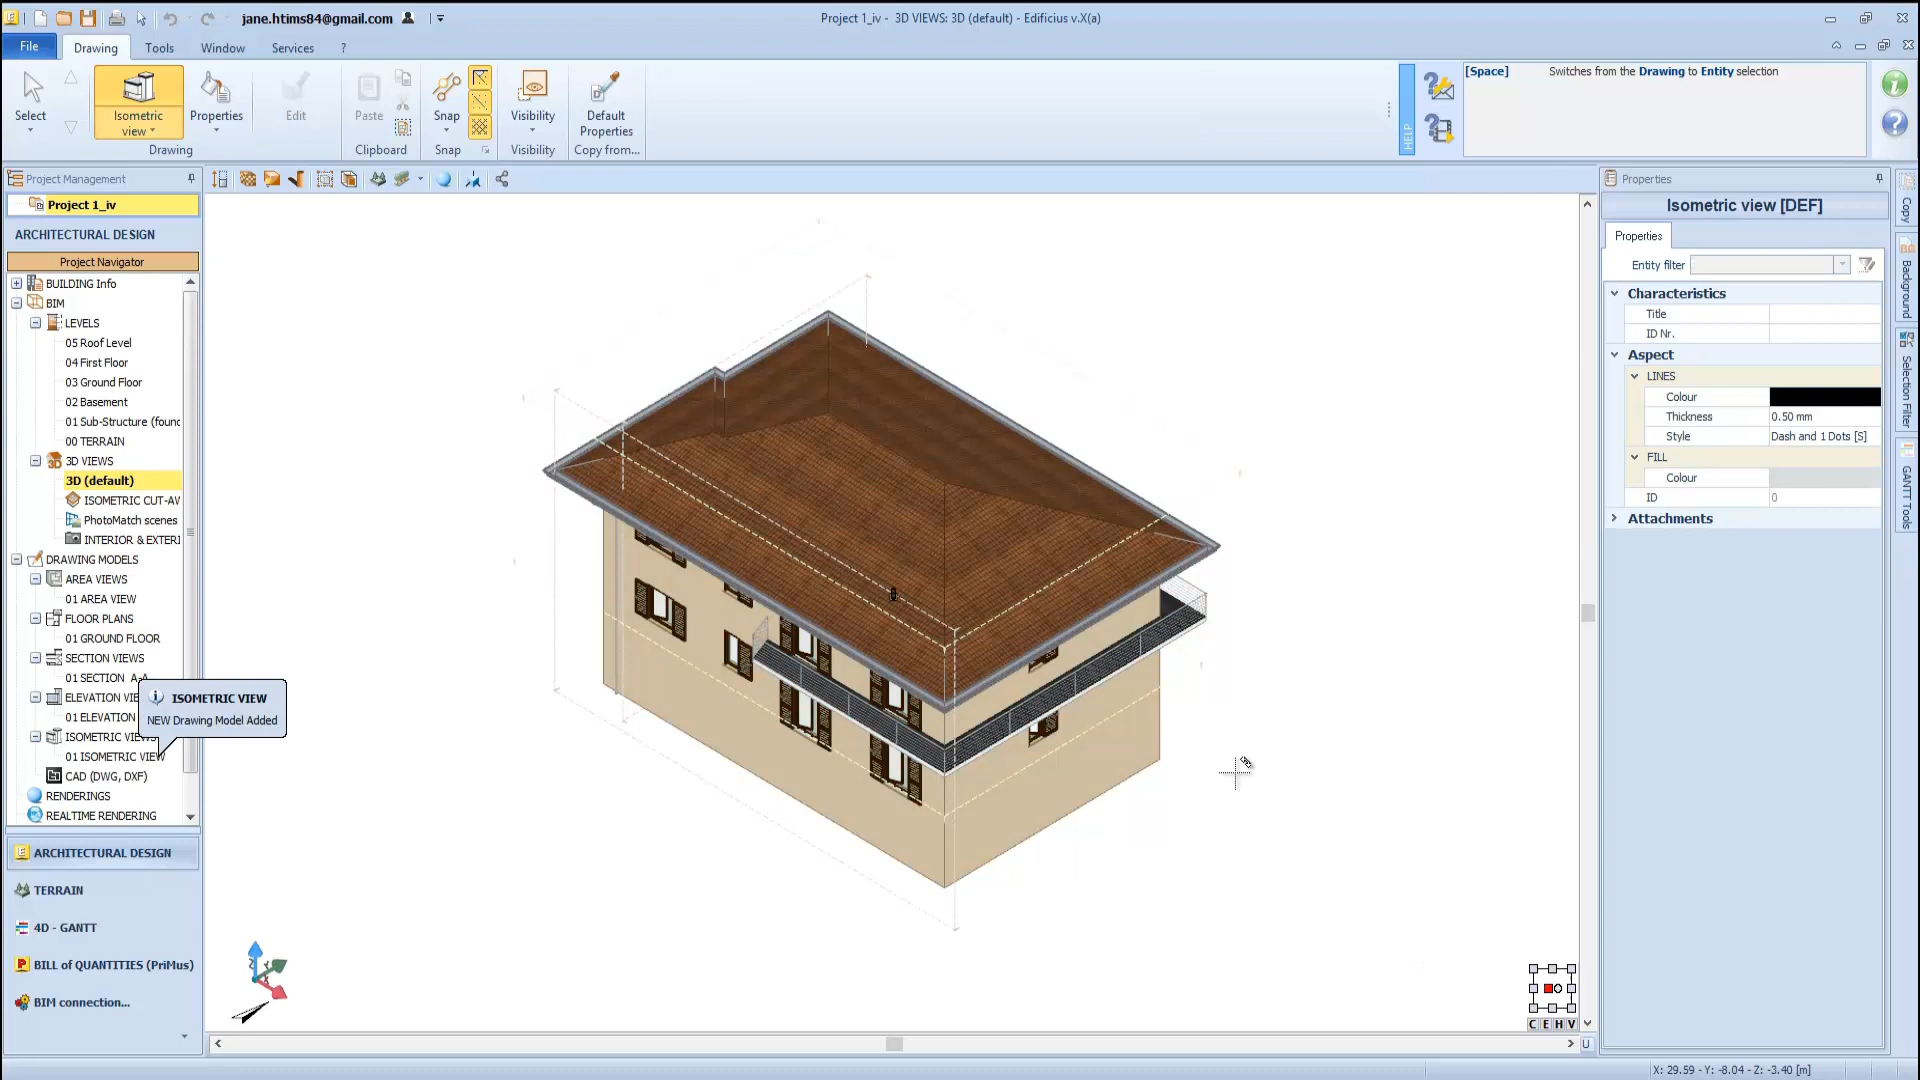 jane.htims84@gmail.com
Project 1_iv - 3D VIEWS: 3D (default) - Edificius v.X(a)
File
Drawing
Tools
Window
Services
?
Select
Isometric
view
Properties
Edit
Drawing
Paste
Clipboard
Snap
Snap
Visibility
Visibility
Default
Properties
Copy from...
HELP
[Space] Switches from the Drawing to Entity selection
Project Management
Project 1_iv
ARCHITECTURAL DESIGN
Project Navigator
BUILDING Info
BIM
LEVELS
05 Roof Level
04 First Floor
03 Ground Floor
02 Basement
01 Sub-Structure (found
00 TERRAIN
3D VIEWS
3D (default)
ISOMETRIC CUT-AW
PhotoMatch scenes
INTERIOR & EXTERI
DRAWING MODELS
AREA VIEWS
01 AREA VIEW
FLOOR PLANS
01 GROUND FLOOR
SECTION VIEWS
01 SECTION A-A
ELEVATION VIE
01 ELEVATION
ISOMETRIC VIEWS
01 ISOMETRIC VIEW
CAD (DWG, DXF)
RENDERINGS
REALTIME RENDERING
ISOMETRIC VIEW
NEW Drawing Model Added
ARCHITECTURAL DESIGN
TERRAIN
4D - GANTT
BILL of QUANTITIES (PriMus)
BIM connection...
Properties
Isometric view [DEF]
Properties
Entity filter
Characteristics
Title
ID Nr.
Aspect
LINES
Colour
Thickness 0.50 mm
Style Dash and 1 Dots [S]
FILL
Colour
ID 0
Attachments
Copy
Background
Selection Filter
GANTT Tools
C E H V
U
X: 29.59 - Y: -8.04 - Z: -3.40 [m]